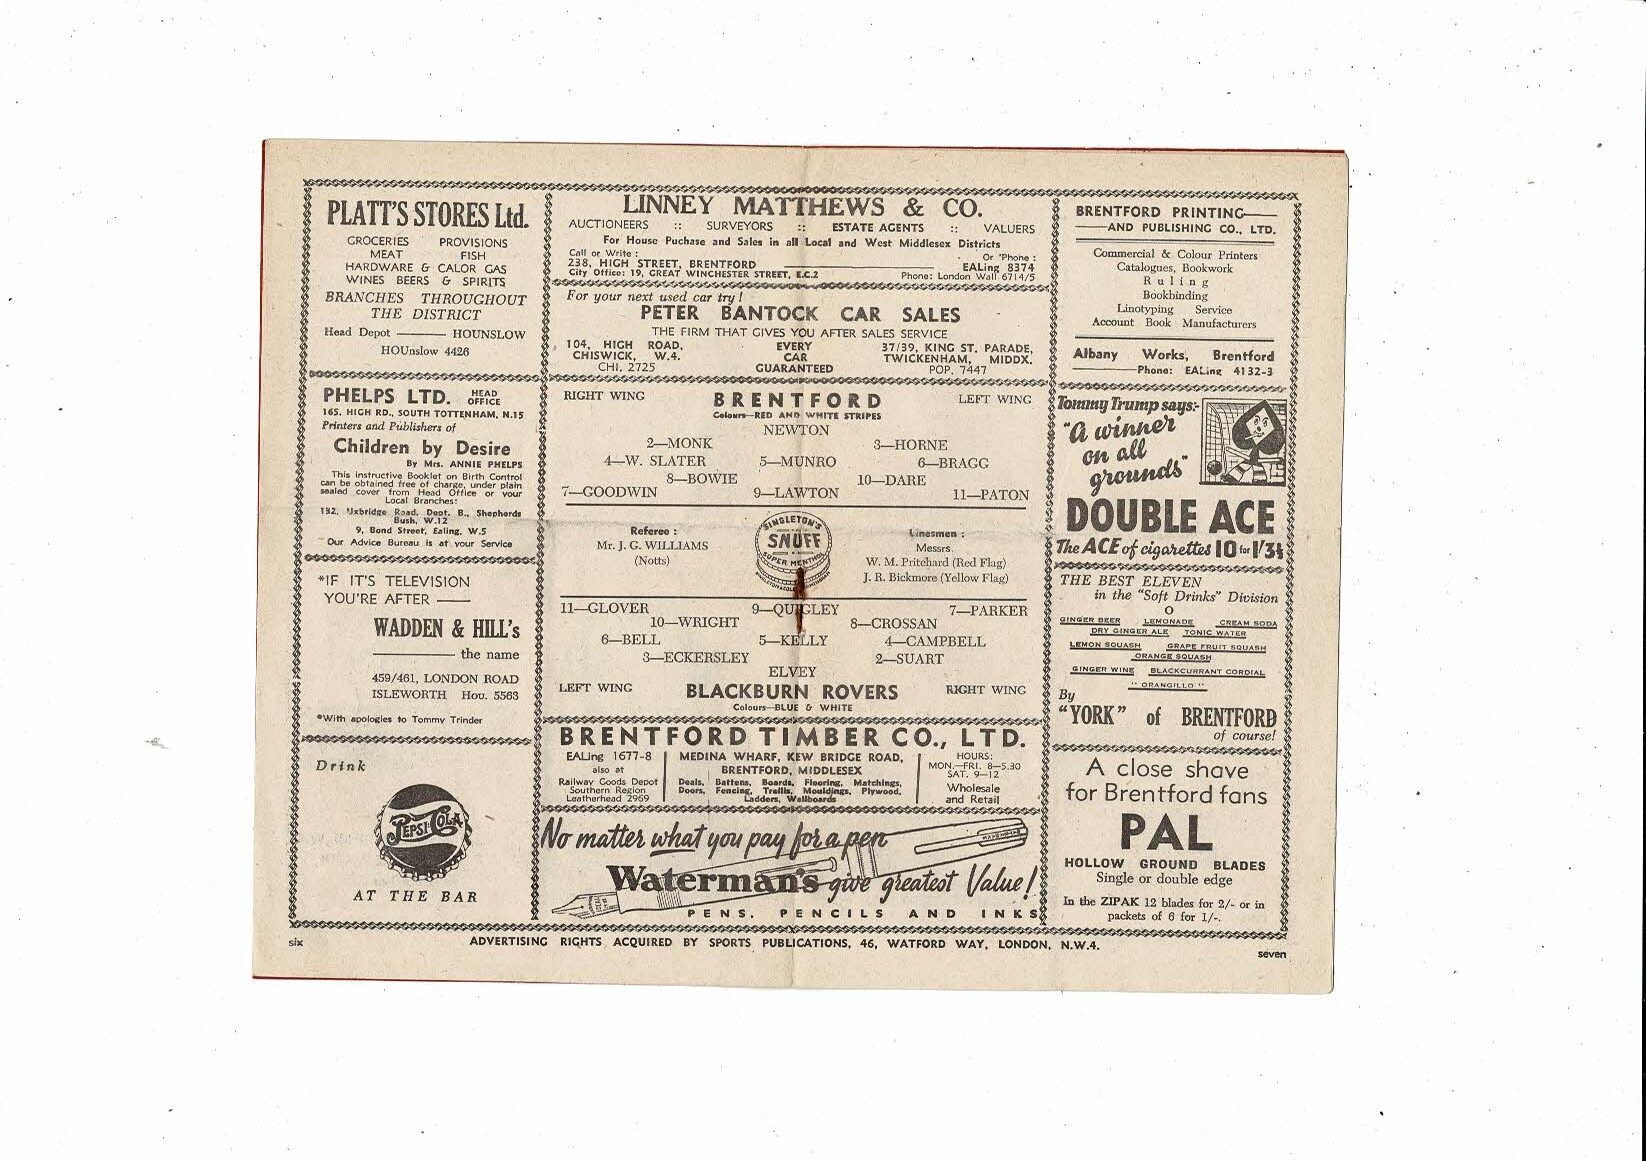 PLATT'S STORES Ltd.
GROCERIES PROVISIONS
MEAT FISH
HARDWARE & CALOR GAS
WINES BEERS & SPIRITS
BRANCHES THROUGHOUT
THE DISTRICT
Head Depot ——— HOUNSLOW
HOUnslow 4426
PHELPS LTD. HEAD OFFICE
165, HIGH RD., SOUTH TOTTENHAM, N.15
Printers and Publishers of
Children by Desire
By Mrs. ANNIE PHELPS
This instructive Booklet on Birth Control
can be obtained free of charge, under plain
sealed cover from Head Office or your
Local Branches:
132, Uxbridge Road, Dept. B., Shepherds
Bush, W.12
9, Bond Street, Ealing, W.5
Our Advice Bureau is at your Service
*IF IT'S TELEVISION
YOU'RE AFTER ——
WADDEN & HILL's
——— the name
459/461, LONDON ROAD
ISLEWORTH Hou. 5563
*With apologies to Tommy Trinder
Drink
PEPSI-COLA
AT THE BAR
LINNEY MATTHEWS & CO.
AUCTIONEERS :: SURVEYORS :: ESTATE AGENTS :: VALUERS
For House Puchase and Sales in all Local and West Middlesex Districts
Call or Write : Or 'Phone :
238, HIGH STREET, BRENTFORD ——— EALing 8374
City Office: 19, GREAT WINCHESTER STREET, E.C.2 Phone: London Wall 6714/5
For your next used car try !
PETER BANTOCK CAR SALES
THE FIRM THAT GIVES YOU AFTER SALES SERVICE
104, HIGH ROAD, EVERY 37/39, KING ST. PARADE,
CHISWICK, W.4. CAR TWICKENHAM, MIDDX.
CHI. 2725 GUARANTEED POP. 7447
RIGHT WING BRENTFORD LEFT WING
Colours—RED AND WHITE STRIPES
NEWTON
2—MONK 3—HORNE
4—W. SLATER 5—MUNRO 6—BRAGG
8—BOWIE 10—DARE
7—GOODWIN 9—LAWTON 11—PATON
Referee :
Mr. J. G. WILLIAMS
(Notts)
SINGLETON'S
SNUFF
SUPER MENTHOL
Linesmen :
Messrs.
W. M. Pritchard (Red Flag)
J. R. Bickmore (Yellow Flag)
11—GLOVER 9—QUIGLEY 7—PARKER
10—WRIGHT 8—CROSSAN
6—BELL 5—KELLY 4—CAMPBELL
3—ECKERSLEY 2—SUART
ELVEY
LEFT WING BLACKBURN ROVERS RIGHT WING
Colours—BLUE & WHITE
BRENTFORD TIMBER CO., LTD.
EALing 1677-8
also at
Railway Goods Depot
Southern Region
Leatherhead 2969
MEDINA WHARF, KEW BRIDGE ROAD,
BRENTFORD, MIDDLESEX
Deals, Battens, Boards, Flooring, Matchings,
Doors, Fencing, Trellis, Mouldings, Plywood,
Ladders, Wallboards
HOURS:
MON.—FRI. 8—5.30
SAT. 9—12
Wholesale
and Retail
No matter what you pay for a pen
Waterman's give greatest Value!
PENS, PENCILS AND INKS
BRENTFORD PRINTING——
——AND PUBLISHING CO., LTD.
Commercial & Colour Printers
Catalogues, Bookwork
Ruling
Bookbinding
Linotyping Service
Account Book Manufacturers
Albany Works, Brentford
——Phone: EALing 4132-3
Tommy Trump says:-
"A winner
on all
grounds"
DOUBLE ACE
The ACE of cigarettes 10 for 1/3½
THE BEST ELEVEN
in the "Soft Drinks" Division
O
GINGER BEER LEMONADE CREAM SODA
DRY GINGER ALE TONIC WATER
LEMON SQUASH GRAPE FRUIT SQUASH
ORANGE SQUASH
GINGER WINE BLACKCURRANT CORDIAL
"ORANGILLO"
By
"YORK" of BRENTFORD
of course!
A close shave
for Brentford fans
PAL
HOLLOW GROUND BLADES
Single or double edge
In the ZIPAK 12 blades for 2/- or in
packets of 6 for 1/-.
six ADVERTISING RIGHTS ACQUIRED BY SPORTS PUBLICATIONS, 46, WATFORD WAY, LONDON, N.W.4.
seven